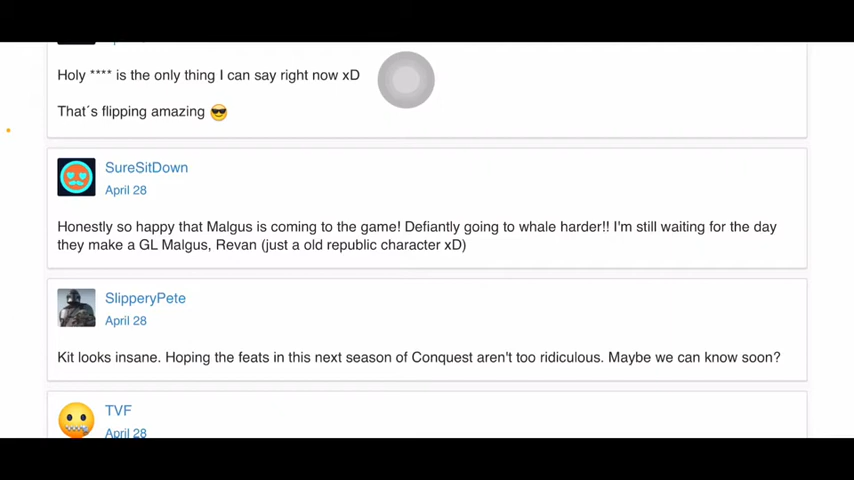 Holy **** is the only thing I can say right now xD
That´s flipping amazing 😎
SureSitDown
April 28
Honestly so happy that Malgus is coming to the game! Defiantly going to whale harder!! I'm still waiting for the day
they make a GL Malgus, Revan (just a old republic character xD)
SlipperyPete
April 28
Kit looks insane. Hoping the feats in this next season of Conquest aren't too ridiculous. Maybe we can know soon?
TVF
April 28